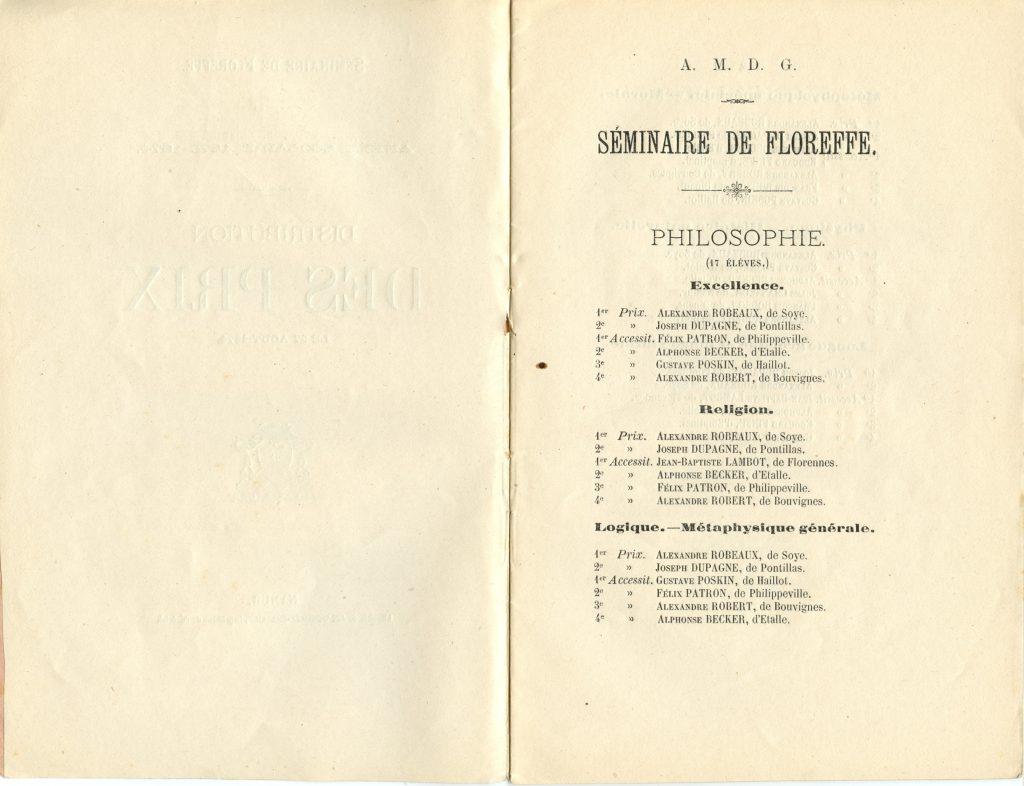 A. M. D. G.
SÉMINAIRE DE FLOREFFE.
PHILOSOPHIE.
(17 ÉLÈVES.)
Excellence.
1er Prix. ALEXANDRE ROBEAUX, de Soye.
2e » JOSEPH DUPAGNE, de Pontillas.
1er Accessit. FÉLIX PATRON, de Philippeville.
2e » ALPHONSE BECKER, d'Etalle.
3e » GUSTAVE POSKIN, de Haillot.
4e » ALEXANDRE ROBERT, de Bouvignes.
Religion.
1er Prix. ALEXANDRE ROBEAUX, de Soye.
2e » JOSEPH DUPAGNE, de Pontillas.
1er Accessit. JEAN-BAPTISTE LAMBOT, de Florennes.
2e » ALPHONSE BECKER, d'Etalle.
3e » FÉLIX PATRON, de Philippeville.
4e » ALEXANDRE ROBERT, de Bouvignes.
Logique.—Métaphysique générale.
1er Prix. ALEXANDRE ROBEAUX, de Soye.
2e » JOSEPH DUPAGNE, de Pontillas.
1er Accessit. GUSTAVE POSKIN, de Haillot.
2e » FÉLIX PATRON, de Philippeville.
3e » ALEXANDRE ROBERT, de Bouvignes.
4e » ALPHONSE BECKER, d'Etalle.